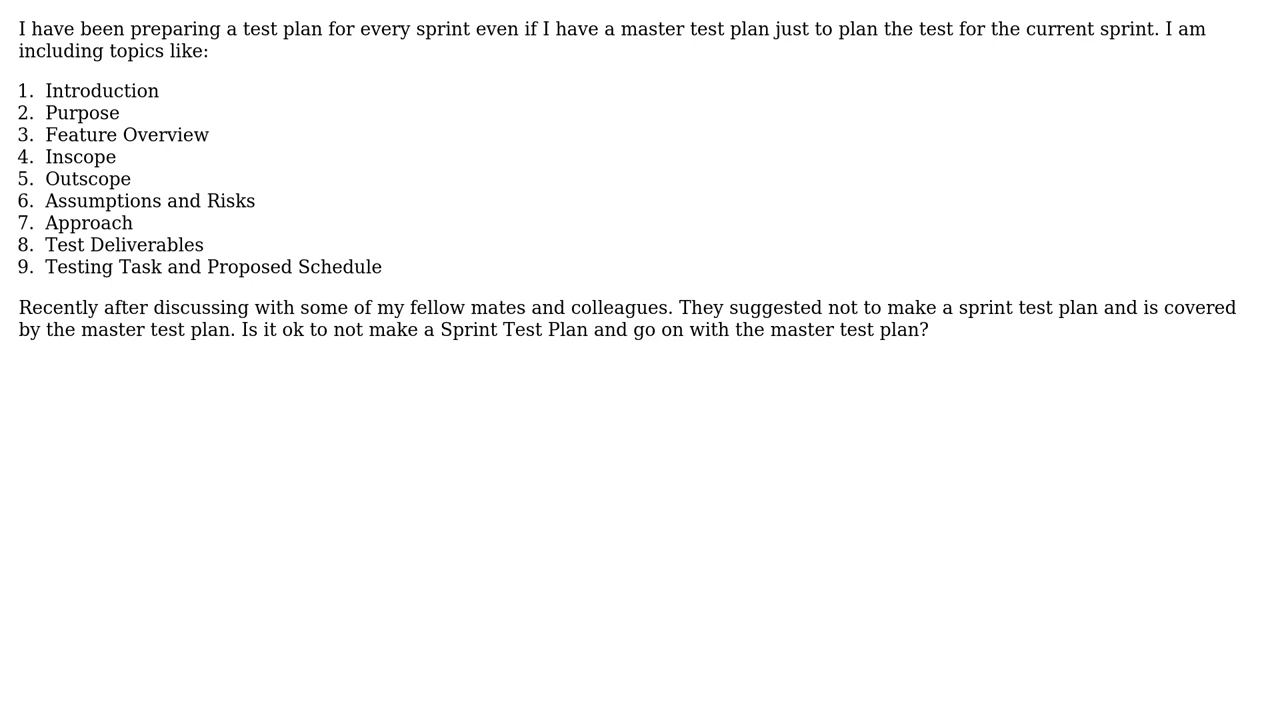 I have been preparing a test plan for every sprint even if I have a master test plan just to plan the test for the current sprint. I am
including topics like:
1. Introduction
2. Purpose
3. Feature Overview
4. Inscope
5. Outscope
6. Assumptions and Risks
7. Approach
8. Test Deliverables
9. Testing Task and Proposed Schedule
Recently after discussing with some of my fellow mates and colleagues. They suggested not to make a sprint test plan and is covered
by the master test plan. Is it ok to not make a Sprint Test Plan and go on with the master test plan?